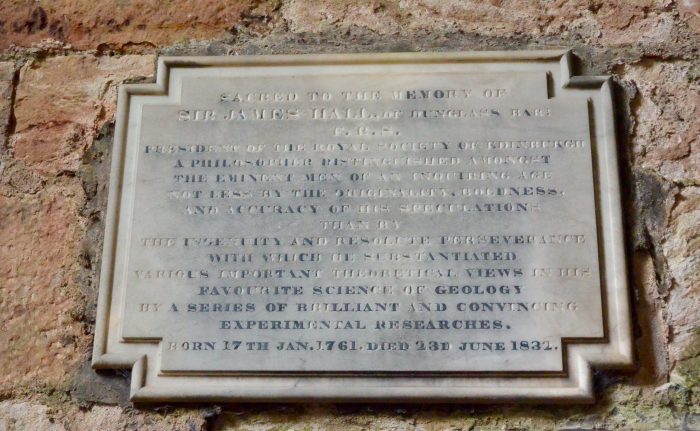 SACRED TO THE MEMORY OF
SIR JAMES HALL, OF DUNGLASS BART
F. R. S.
PRESIDENT OF THE ROYAL SOCIETY OF EDINBURGH
A PHILOSOPHER DISTINGUISHED AMONGST
THE EMINENT MEN OF AN INQUIRING AGE
NOT LESS BY THE ORIGINALITY, BOLDNESS,
AND ACCURACY OF HIS SPECULATIONS
THAN BY
THE INGENUITY AND RESOLUTE PERSEVERANCE
WITH WHICH HE SUBSTANTIATED
VARIOUS IMPORTANT THEORETICAL VIEWS IN HIS
FAVOURITE SCIENCE OF GEOLOGY
BY A SERIES OF BRILLIANT AND CONVINCING
EXPERIMENTAL RESEARCHES.
BORN 17TH JAN. 1761. DIED 23D JUNE 1832.